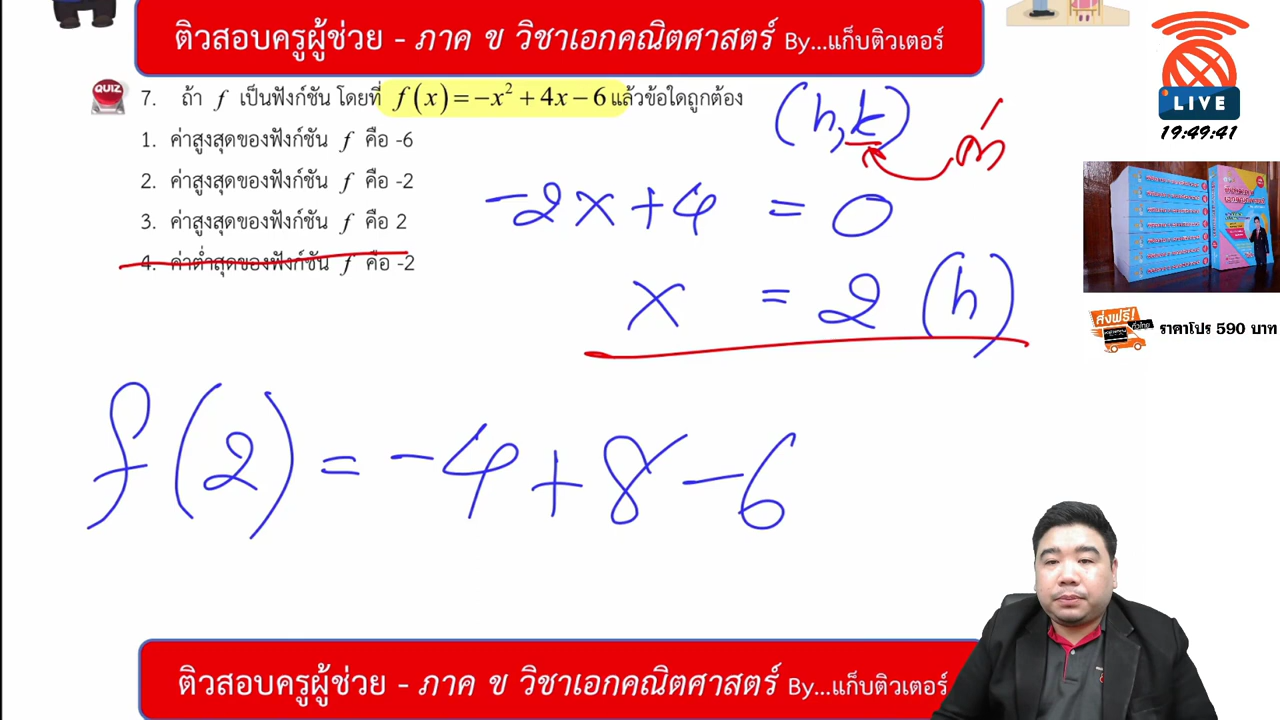 ติวสอบครูผู้ช่วย - ภาค ข วิชาเอกคณิตศาสตร์ By...แก็บติวเตอร์
QUIZ
7. ถ้า f เป็นฟังก์ชัน โดยที่ f(x)=−x²+4x−6 แล้วข้อใดถูกต้อง
1. ค่าสูงสุดของฟังก์ชัน f คือ -6
2. ค่าสูงสุดของฟังก์ชัน f คือ -2
3. ค่าสูงสุดของฟังก์ชัน f คือ 2
4. ค่าต่ำสุดของฟังก์ชัน f คือ -2
(h,k) ค่า
-2x+4 = 0
x = 2 (h)
f(2) = -4+8-6
LIVE
19:49:41
ส่งฟรี!
ทั่วไทย
ราคาโปร 590 บาท
ติวสอบครูผู้ช่วย - ภาค ข วิชาเอกคณิตศาสตร์ By...แก็บติวเตอร์